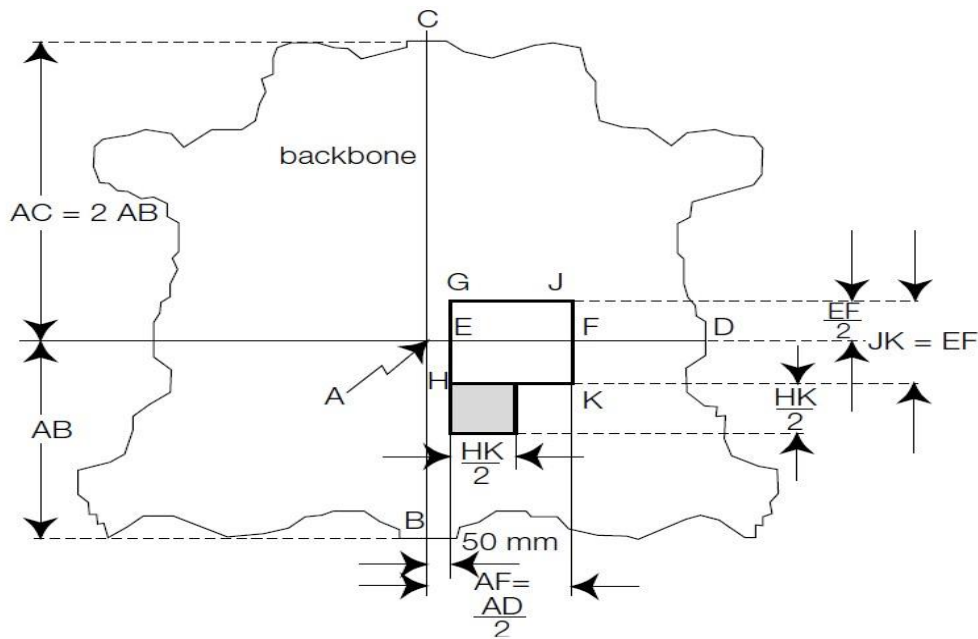 C
backbone
AC = 2 AB
G J
E F D
EF
2
JK = EF
H
A
K
HK
2
AB
HK
2
B
50 mm
AF=
AD
2